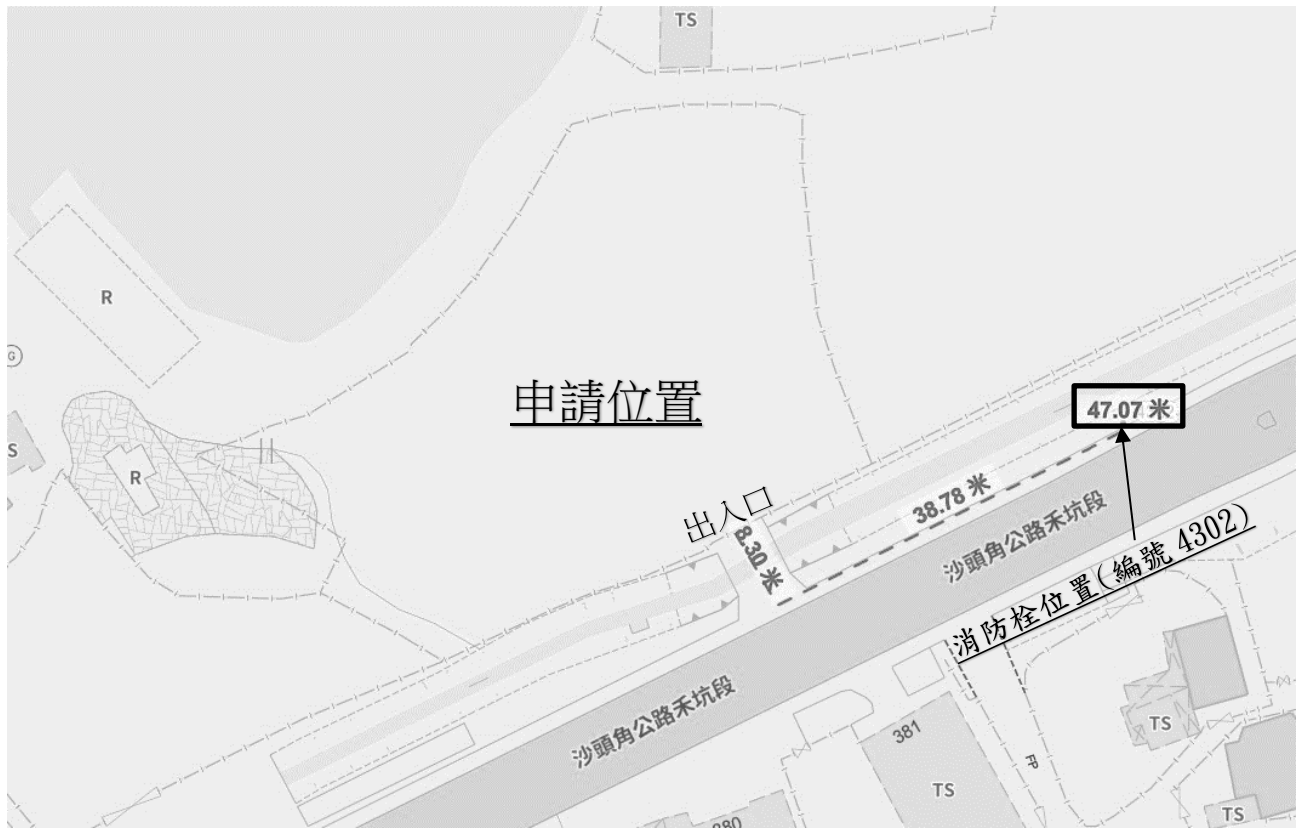 TS
R
G
S
R
申請位置
47.07 米
38.78 米
出入口
8.30 米
沙頭角公路禾坑段
消防栓位置(編號 4302)
沙頭角公路禾坑段
381
TS
FP
TS
TS
380